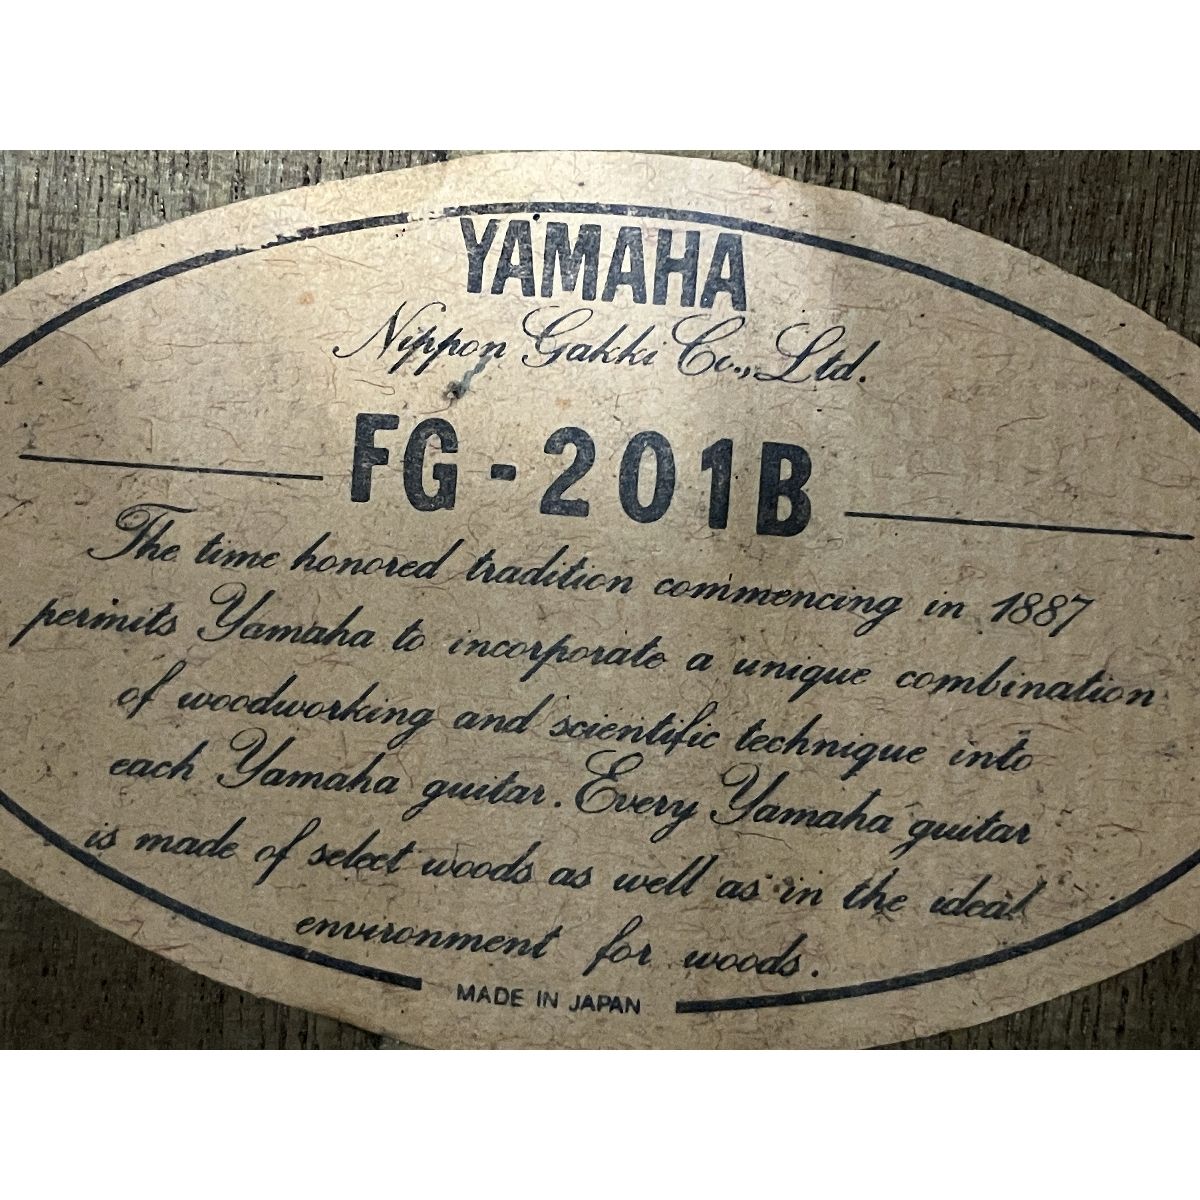 YAMAHA
Nippon Gakki Co., Ltd.
FG-201B
The time honored tradition commencing in 1887
permits Yamaha to incorporate a unique combination
of woodworking and scientific technique into
each Yamaha guitar. Every Yamaha guitar
is made of select woods as well as in the ideal
environment for woods.
MADE IN JAPAN